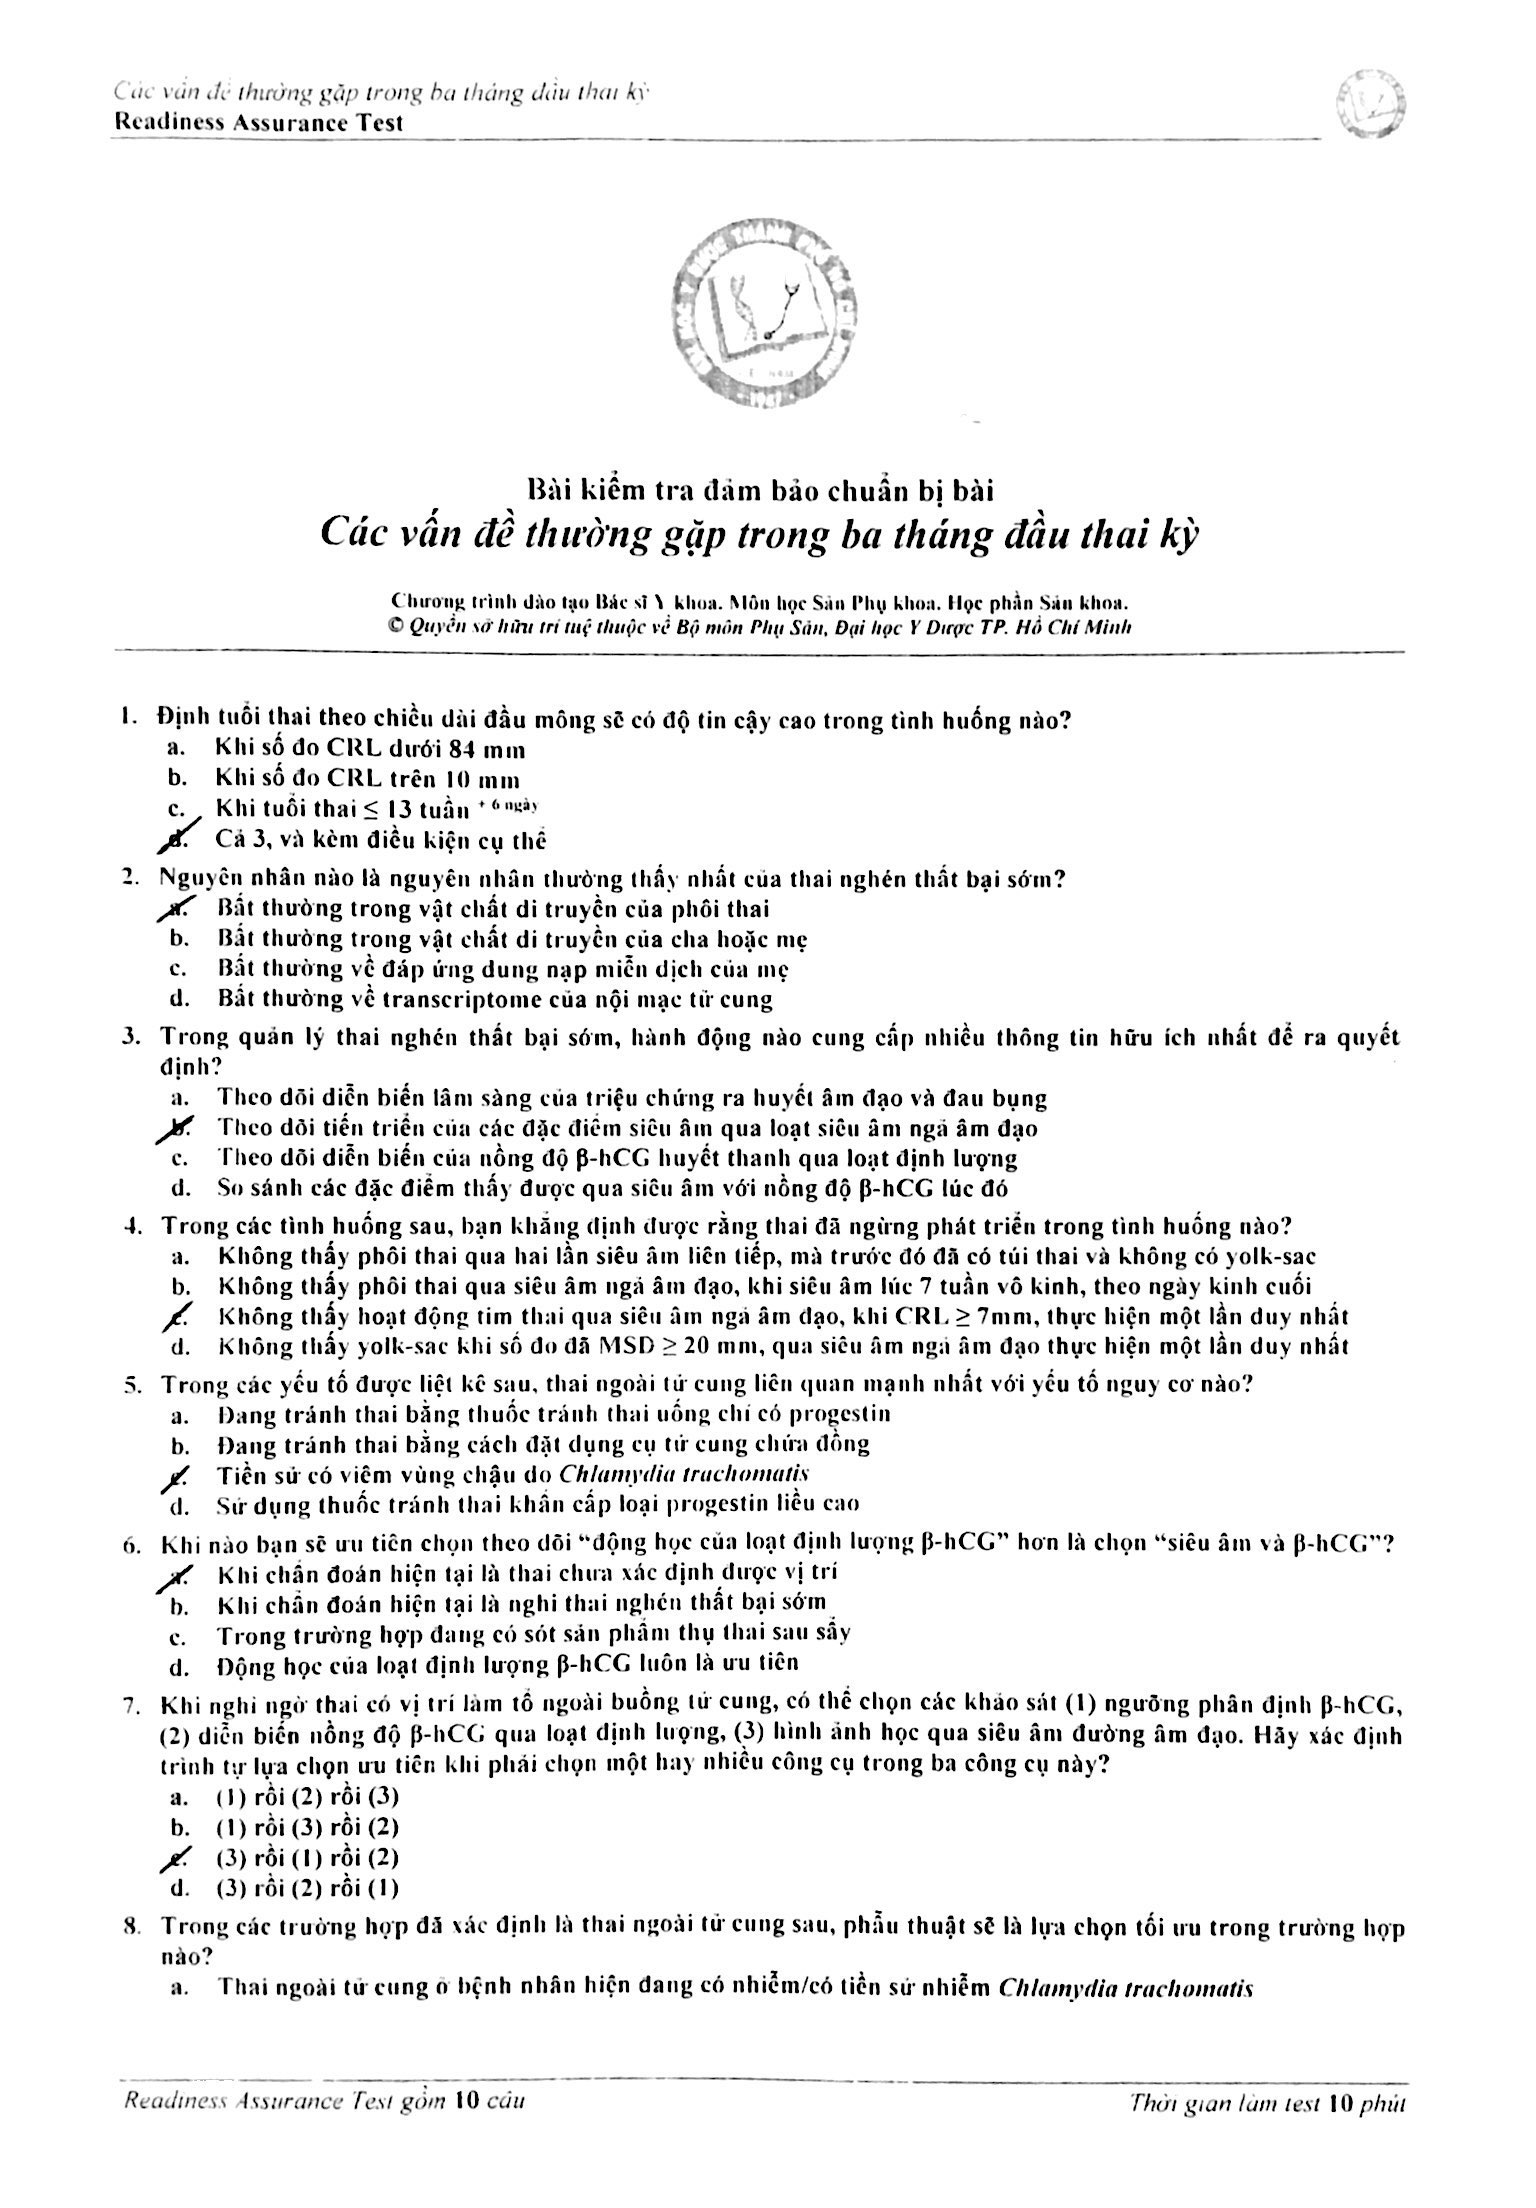 Các vấn đề thường gặp trong ba tháng đầu thai kỳ
Readiness Assurance Test
Bài kiểm tra đảm bảo chuẩn bị bài
Các vấn đề thường gặp trong ba tháng đầu thai kỳ
Chương trình đào tạo Bác sĩ Y khoa. Môn học Sản Phụ khoa. Học phần Sản khoa.
© Quyền sở hữu trí tuệ thuộc về Bộ môn Phụ Sản, Đại học Y Dược TP. Hồ Chí Minh
1. Định tuổi thai theo chiều dài đầu mông sẽ có độ tin cậy cao trong tình huống nào?
a. Khi số đo CRL dưới 84 mm
b. Khi số đo CRL trên 10 mm
c. Khi tuổi thai ≤ 13 tuần + 6 ngày
d. Cả 3, và kèm điều kiện cụ thể
2. Nguyên nhân nào là nguyên nhân thường thấy nhất của thai nghén thất bại sớm?
a. Bất thường trong vật chất di truyền của phôi thai
b. Bất thường trong vật chất di truyền của cha hoặc mẹ
c. Bất thường về đáp ứng dung nạp miễn dịch của mẹ
d. Bất thường về transcriptome của nội mạc tử cung
3. Trong quản lý thai nghén thất bại sớm, hành động nào cung cấp nhiều thông tin hữu ích nhất để ra quyết
định?
a. Theo dõi diễn biến lâm sàng của triệu chứng ra huyết âm đạo và đau bụng
b. Theo dõi tiến triển của các đặc điểm siêu âm qua loạt siêu âm ngả âm đạo
c. Theo dõi diễn biến của nồng độ β-hCG huyết thanh qua loạt định lượng
d. So sánh các đặc điểm thấy được qua siêu âm với nồng độ β-hCG lúc đó
4. Trong các tình huống sau, bạn khẳng định được rằng thai đã ngừng phát triển trong tình huống nào?
a. Không thấy phôi thai qua hai lần siêu âm liên tiếp, mà trước đó đã có túi thai và không có yolk-sac
b. Không thấy phôi thai qua siêu âm ngả âm đạo, khi siêu âm lúc 7 tuần vô kinh, theo ngày kinh cuối
c. Không thấy hoạt động tim thai qua siêu âm ngả âm đạo, khi CRL ≥ 7mm, thực hiện một lần duy nhất
d. Không thấy yolk-sac khi số đo đã MSD ≥ 20 mm, qua siêu âm ngả âm đạo thực hiện một lần duy nhất
5. Trong các yếu tố được liệt kê sau, thai ngoài tử cung liên quan mạnh nhất với yếu tố nguy cơ nào?
a. Đang tránh thai bằng thuốc tránh thai uống chỉ có progestin
b. Đang tránh thai bằng cách đặt dụng cụ tử cung chứa đồng
c. Tiền sử có viêm vùng chậu do Chlamydia trachomatis
d. Sử dụng thuốc tránh thai khẩn cấp loại progestin liều cao
6. Khi nào bạn sẽ ưu tiên chọn theo dõi “động học của loạt định lượng β-hCG” hơn là chọn “siêu âm và β-hCG”?
a. Khi chẩn đoán hiện tại là thai chưa xác định được vị trí
b. Khi chẩn đoán hiện tại là nghi thai nghén thất bại sớm
c. Trong trường hợp đang có sót sản phẩm thụ thai sau sẩy
d. Động học của loạt định lượng β-hCG luôn là ưu tiên
7. Khi nghi ngờ thai có vị trí làm tổ ngoài buồng tử cung, có thể chọn các khảo sát (1) ngưỡng phân định β-hCG,
(2) diễn biến nồng độ β-hCG qua loạt định lượng, (3) hình ảnh học qua siêu âm đường âm đạo. Hãy xác định
trình tự lựa chọn ưu tiên khi phải chọn một hay nhiều công cụ trong ba công cụ này?
a. (1) rồi (2) rồi (3)
b. (1) rồi (3) rồi (2)
c. (3) rồi (1) rồi (2)
d. (3) rồi (2) rồi (1)
8. Trong các truờng hợp đã xác định là thai ngoài tử cung sau, phẫu thuật sẽ là lựa chọn tối ưu trong trường hợp
nào?
a. Thai ngoài tử cung ở bệnh nhân hiện đang có nhiễm/có tiền sử nhiễm Chlamydia trachomatis
Readiness Assurance Test gồm 10 câu
Thời gian làm test 10 phút